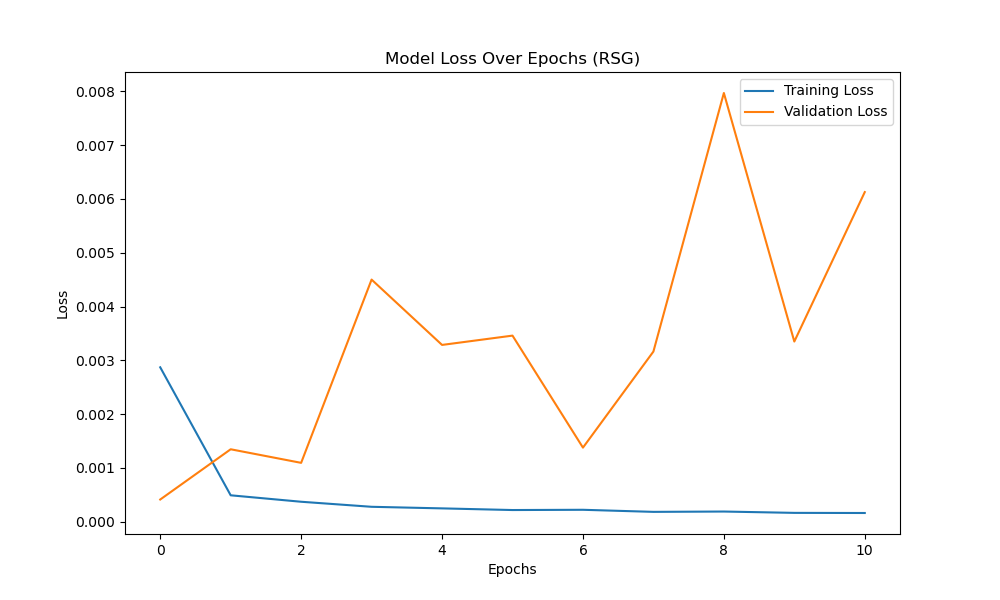 Model Loss Over Epochs (RSG)
Training Loss
Validation Loss
0.008
0.007
0.006
0.005
0.004
0.003
0.002
0.001
0.000
Loss
0 2 4 6 8 10
Epochs